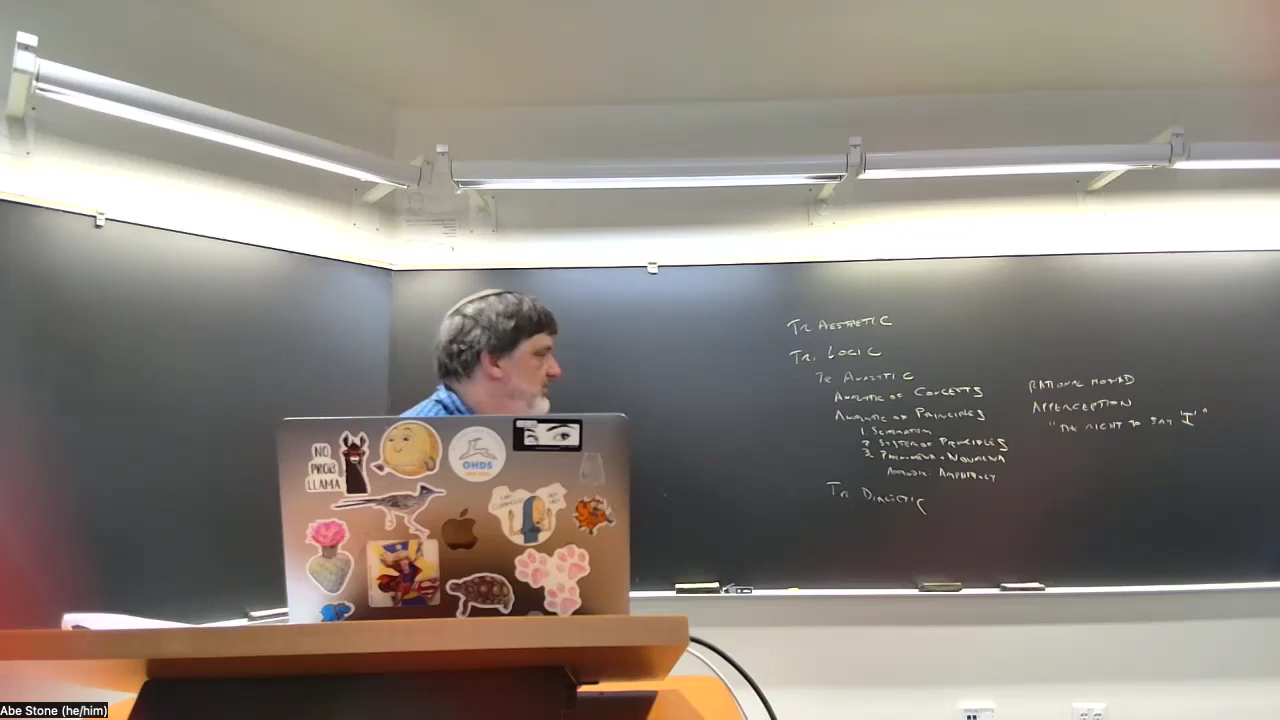 Tr. AESTHETIC
Tr. LOGIC
Tr ANALYTIC
ANALYTIC OF CONCEPTS
ANALYTIC OF PRINCIPLES
1. SCHEMATISM
2. SYSTEM OF PRINCIPLES
3. PHENOMENA + NOUMENA
APPENDIX: AMPHIBOLY
Tr DIALECTIC
RATIONAL MONAD
APPERCEPTION
"THE RIGHT TO SAY 'I'"
NO
PROB
LLAMA
OHDS
Abe Stone (he/him)